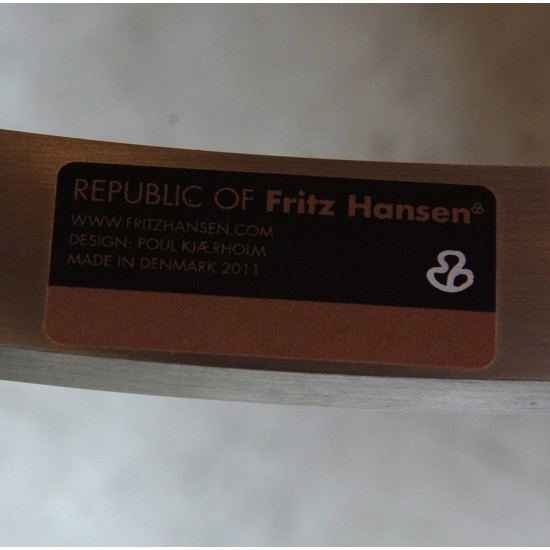 REPUBLIC OF Fritz Hansen
WWW.FRITZHANSEN.COM
DESIGN: POUL KJÆRHOLM
MADE IN DENMARK 2011